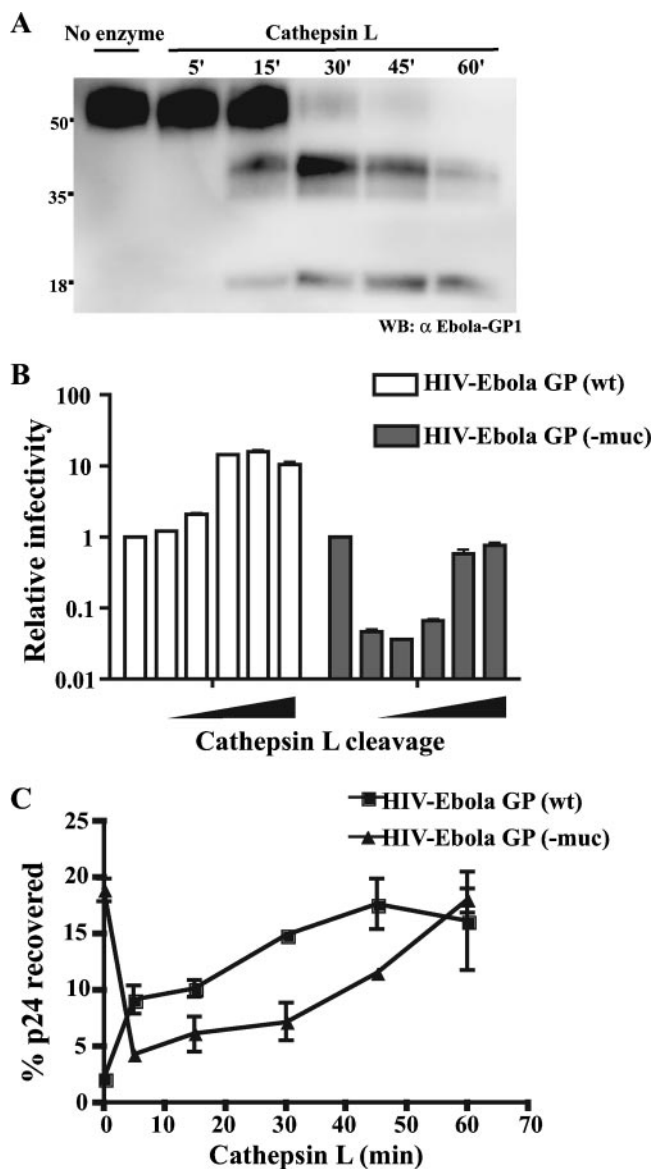 A
No enzyme
Cathepsin L
5' 15' 30' 45' 60'
50
35
18
WB: α Ebola-GP1
B
HIV-Ebola GP (wt)
HIV-Ebola GP (-muc)
Relative infectivity
100
10
1
0.1
0.01
Cathepsin L cleavage
C
HIV-Ebola GP (wt)
HIV-Ebola GP (-muc)
% p24 recovered
25
20
15
10
5
0
0 10 20 30 40 50 60 70
Cathepsin L (min)